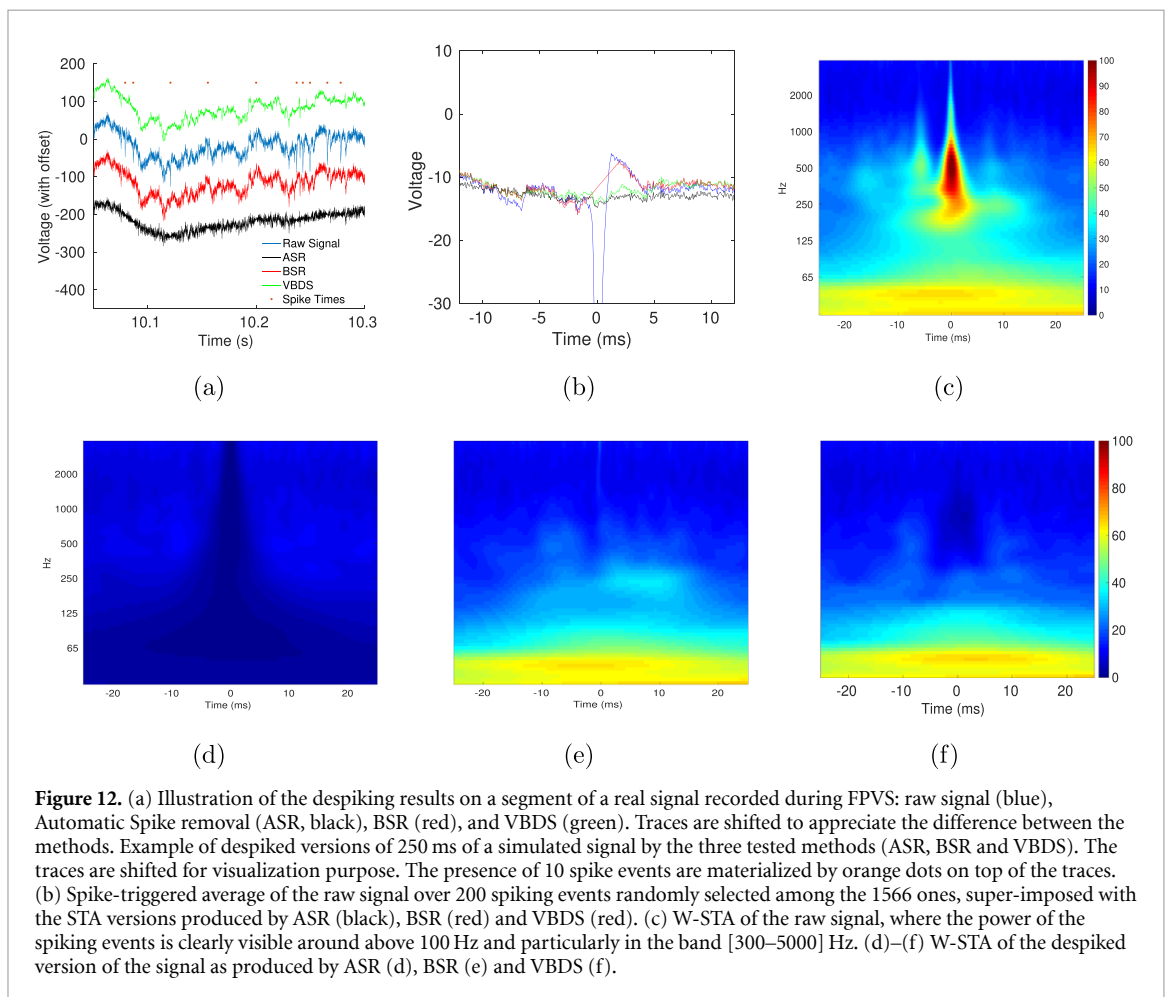 200
100
0
-100
-200
-300
-400
Voltage (with offset)
Raw Signal
ASR
BSR
VBDS
Spike Times
10.1
10.2
10.3
Time (s)
(a)
10
0
-10
-20
-30
Voltage
-10
-5
0
5
10
Time (ms)
(b)
2000
1000
500
250
125
65
Hz
-20
-10
0
10
20
Time (ms)
100
90
80
70
60
50
40
30
20
10
0
(c)
2000
1000
500
250
125
65
Hz
-20
-10
0
10
20
Time (ms)
(d)
-20
-10
0
10
20
Time (ms)
(e)
-20
-10
0
10
20
Time (ms)
100
80
60
40
20
0
(f)
Figure 12. (a) Illustration of the despiking results on a segment of a real signal recorded during FPVS: raw signal (blue),
Automatic Spike removal (ASR, black), BSR (red), and VBDS (green). Traces are shifted to appreciate the difference between the
methods. Example of despiked versions of 250 ms of a simulated signal by the three tested methods (ASR, BSR and VBDS). The
traces are shifted for visualization purpose. The presence of 10 spike events are materialized by orange dots on top of the traces.
(b) Spike-triggered average of the raw signal over 200 spiking events randomly selected among the 1566 ones, super-imposed with
the STA versions produced by ASR (black), BSR (red) and VBDS (red). (c) W-STA of the raw signal, where the power of the
spiking events is clearly visible around above 100 Hz and particularly in the band [300–5000] Hz. (d)–(f) W-STA of the despiked
version of the signal as produced by ASR (d), BSR (e) and VBDS (f).